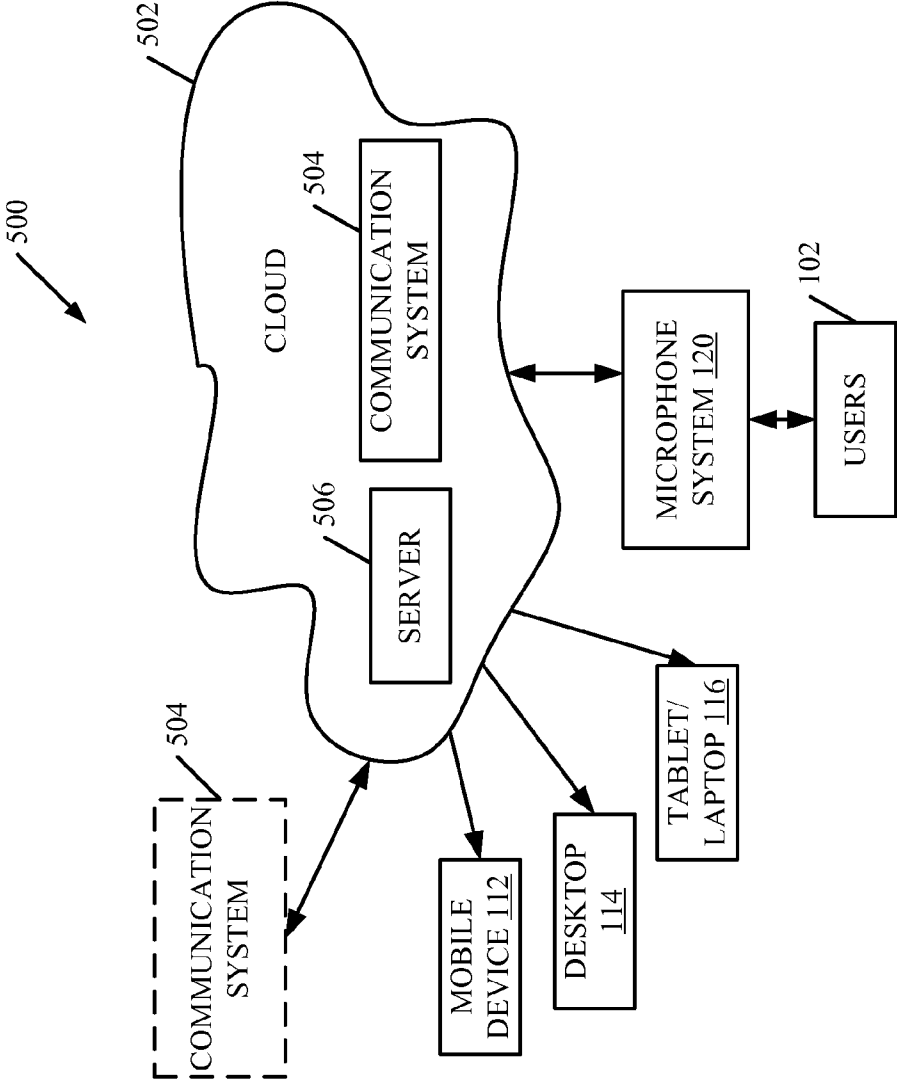 500
502
CLOUD
504
COMMUNICATION
SYSTEM
506
SERVER
504
COMMUNICATION
SYSTEM
MOBILE
DEVICE 112
DESKTOP
114
TABLET/
LAPTOP 116
MICROPHONE
SYSTEM 120
102
USERS